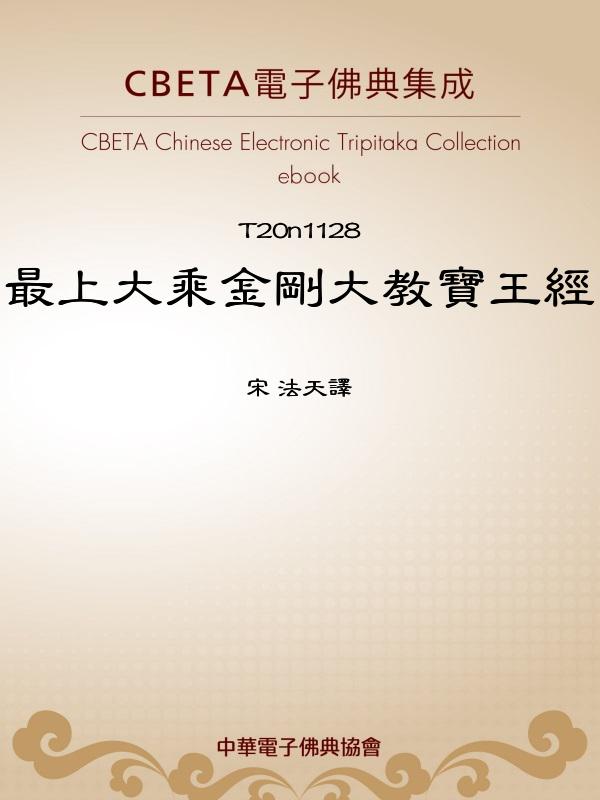 CBETA電子佛典集成
CBETA Chinese Electronic Tripitaka Collection
ebook
T20n1128
最上大乘金剛大教寶王經
宋 法天譯
中華電子佛典協會